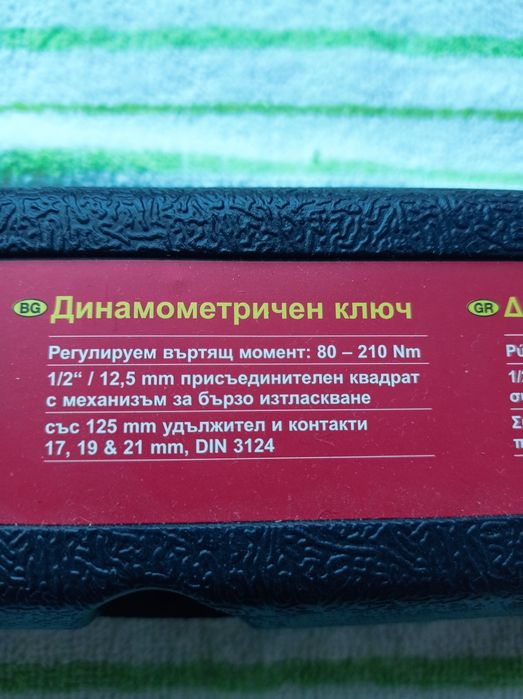 BG Динамометричен ключ
Регулируем въртящ момент: 80 – 210 Nm
1/2“ / 12,5 mm присъединителен квадрат
с механизъм за бързо изтласкване
със 125 mm удължител и контакти
17, 19 & 21 mm, DIN 3124
GR